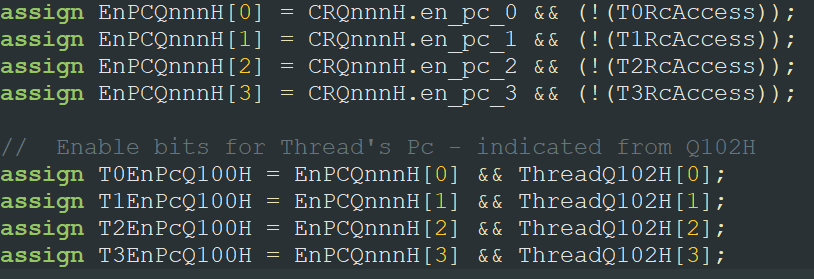 assign EnPCQnnnH[0] = CRQnnnH.en_pc_0 && (!(T0RcAccess));
assign EnPCQnnnH[1] = CRQnnnH.en_pc_1 && (!(T1RcAccess));
assign EnPCQnnnH[2] = CRQnnnH.en_pc_2 && (!(T2RcAccess));
assign EnPCQnnnH[3] = CRQnnnH.en_pc_3 && (!(T3RcAccess));
//  Enable bits for Thread's Pc - indicated from Q102H
assign T0EnPcQ100H = EnPCQnnnH[0] && ThreadQ102H[0];
assign T1EnPcQ100H = EnPCQnnnH[1] && ThreadQ102H[1];
assign T2EnPcQ100H = EnPCQnnnH[2] && ThreadQ102H[2];
assign T3EnPcQ100H = EnPCQnnnH[3] && ThreadQ102H[3];